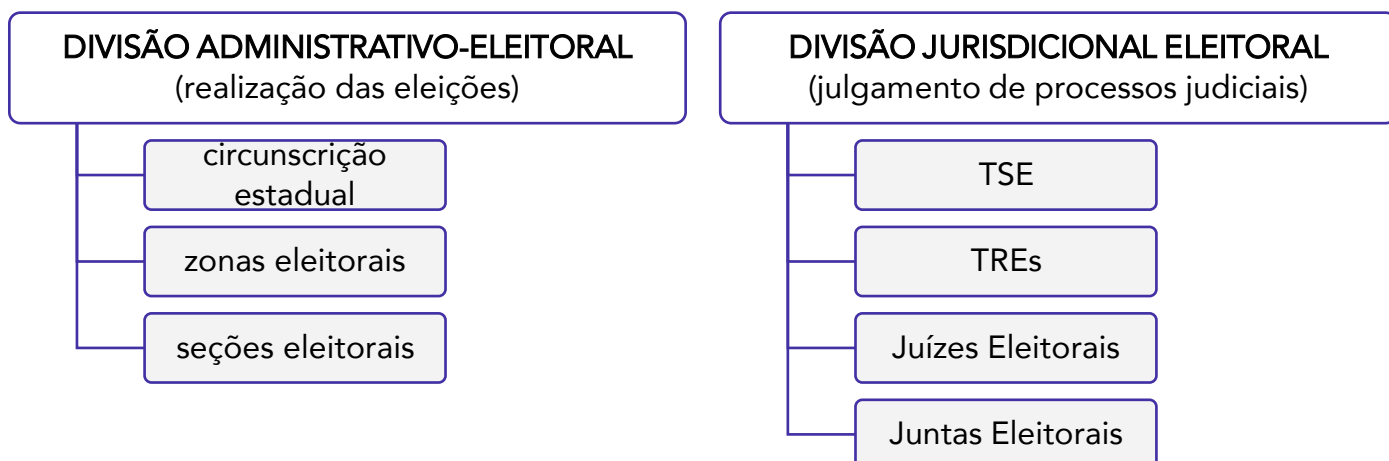 DIVISÃO ADMINISTRATIVO-ELEITORAL
(realização das eleições)
circunscrição
estadual
zonas eleitorais
seções eleitorais
DIVISÃO JURISDICIONAL ELEITORAL
(julgamento de processos judiciais)
TSE
TREs
Juízes Eleitorais
Juntas Eleitorais